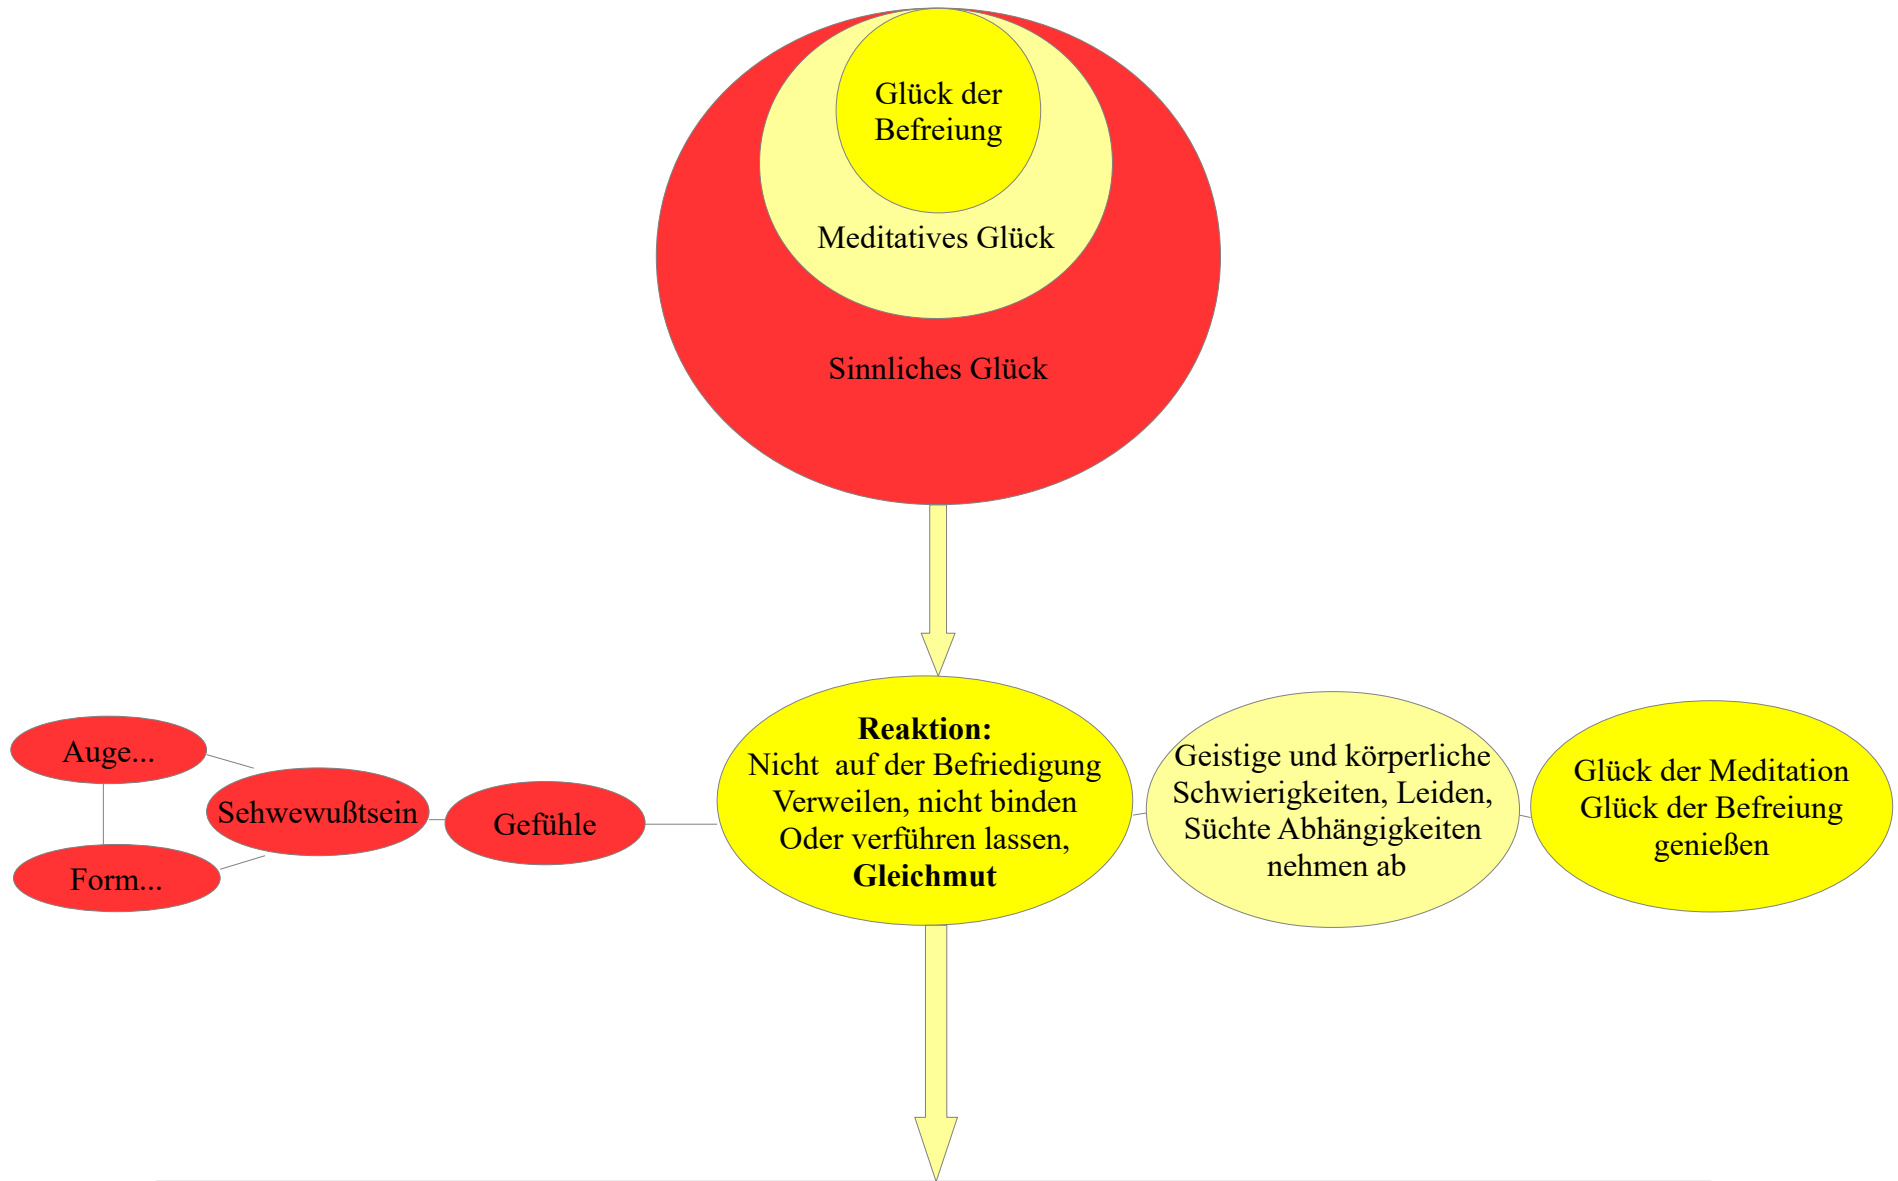 Glück der
Befreiung
Meditatives Glück
Sinnliches Glück
Auge...
Form...
Sehwewußtsein
Gefühle
Reaktion:
Nicht auf der Befriedigung
Verweilen, nicht binden
Oder verführen lassen,
Gleichmut
Geistige und körperliche
Schwierigkeiten, Leiden,
Süchte Abhängigkeiten
nehmen ab
Glück der Meditation
Glück der Befreiung
genießen